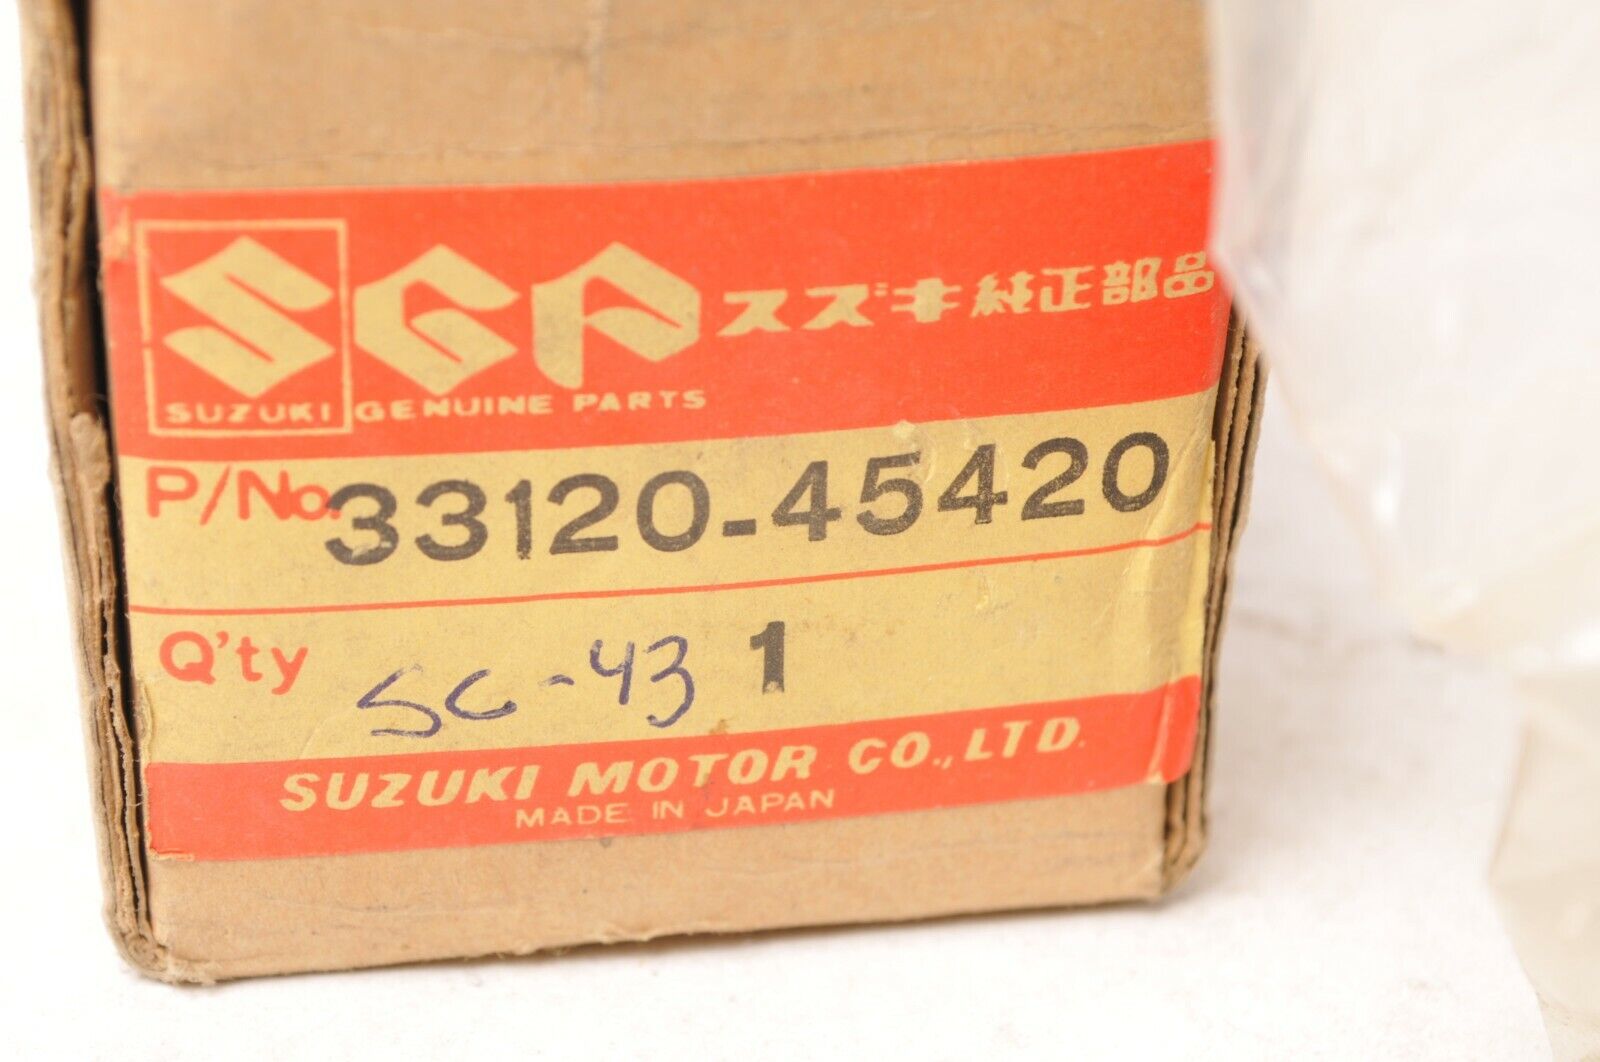 SGP スズキ純正部品
SUZUKI GENUINE PARTS
P/No. 33120-45420
Q'ty SC-43 1
SUZUKI MOTOR CO., LTD.
MADE IN JAPAN